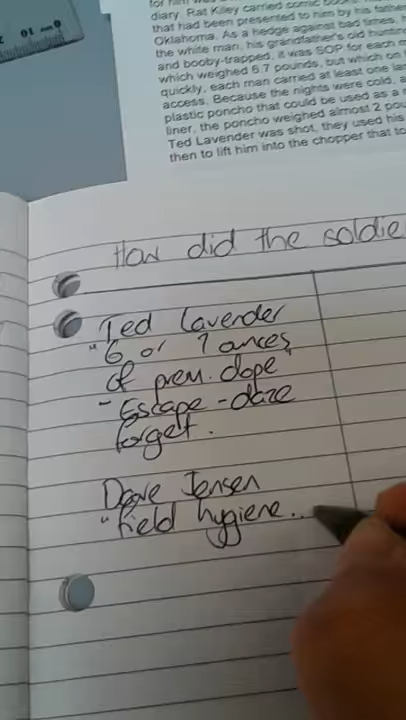 for him was
diary. Rat Kiley carried comic books.
that had been presented to him by his father
Oklahoma. As a hedge against bad times, h
the white man, his grandfather's old hunting
and booby-trapped, it was SOP for each m
which weighed 6.7 pounds, but which on
quickly, each man carried at least one la
access. Because the nights were cold, a
plastic poncho that could be used as a
liner, the poncho weighed almost 2 pou
Ted Lavender was shot, they used his
then to lift him into the chopper that to
How did the soldie
Ted Lavender
"6 or 7 ounces
of prem. dope"
- Escape - daze
forget.
Dave Jensen
"field hygiene..